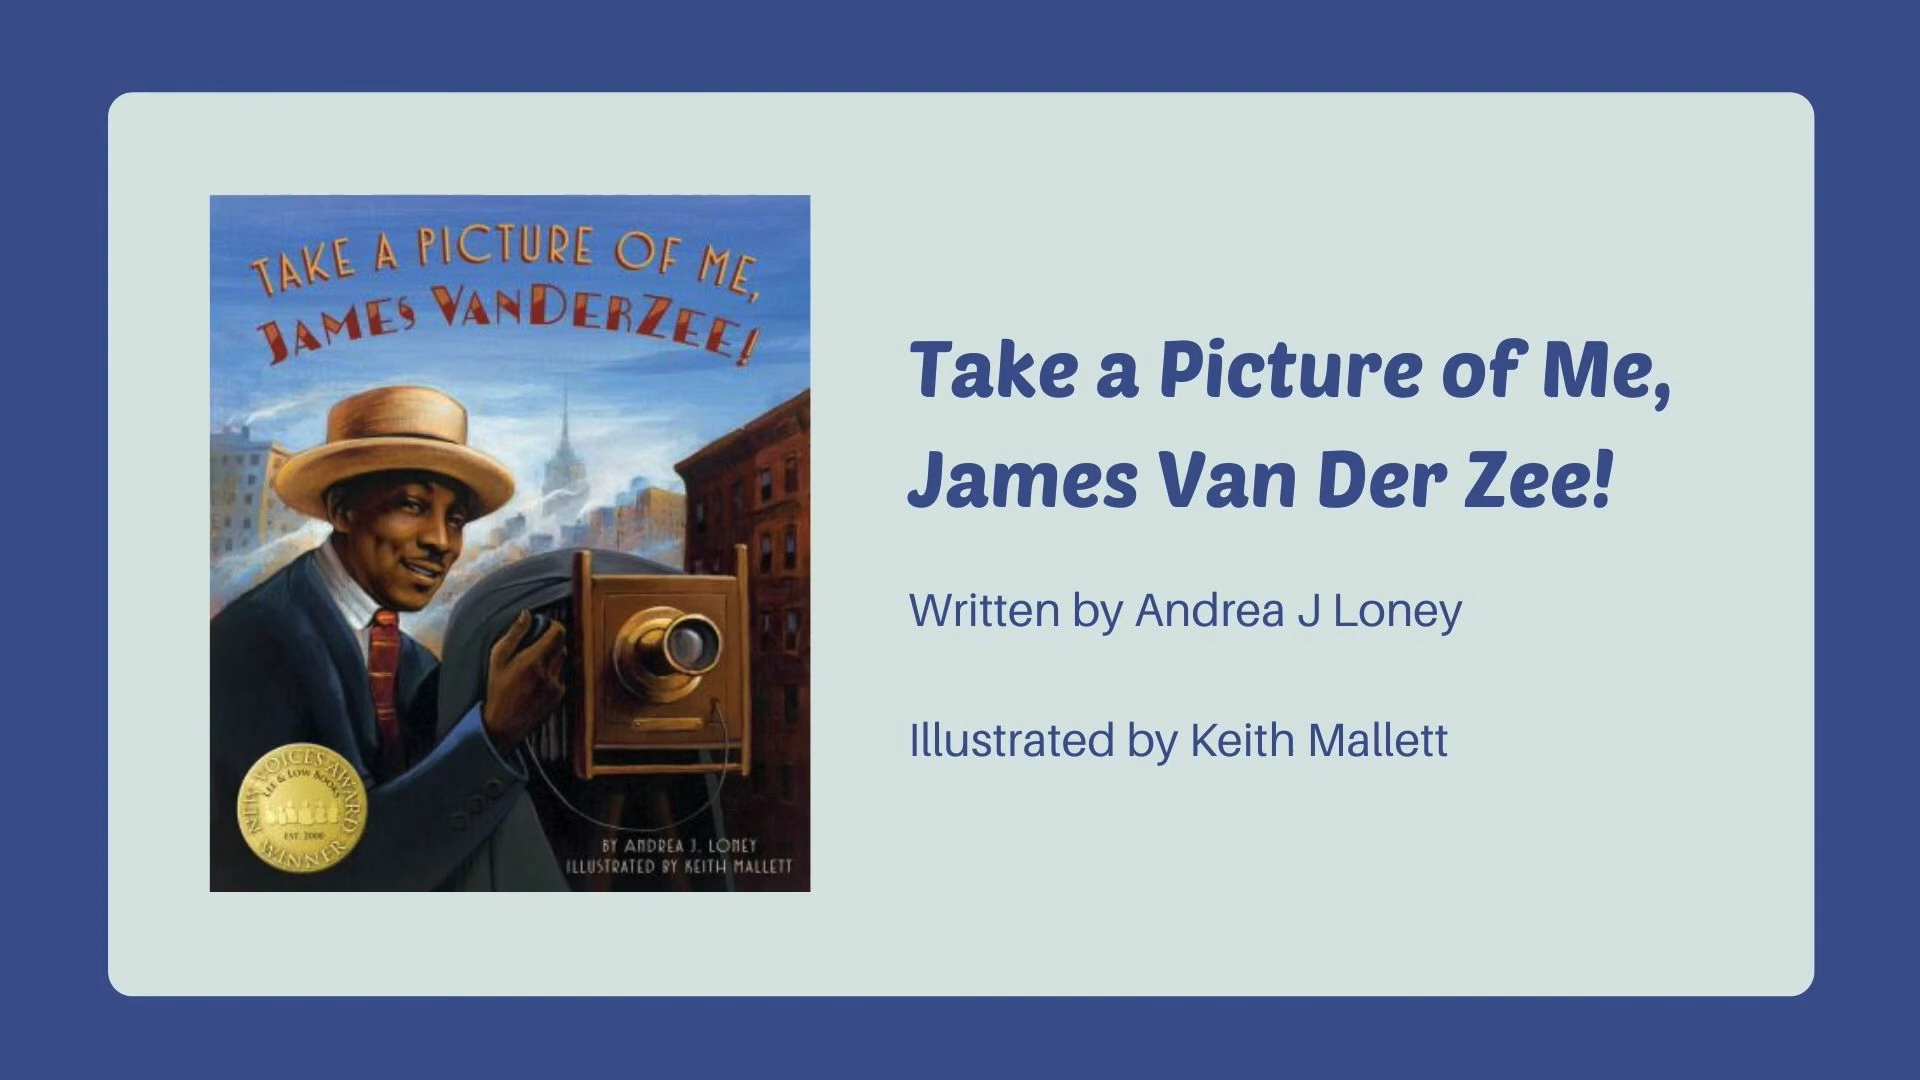 TAKE A PICTURE OF ME,
JAMES VANDERZEE!
NEW VOICES AWARD
LEE & LOW BOOKS
EST. 2000
WINNER
BY ANDREA J. LONEY
ILLUSTRATED BY KEITH MALLETT
Take a Picture of Me,
James Van Der Zee!
Written by Andrea J Loney
Illustrated by Keith Mallett